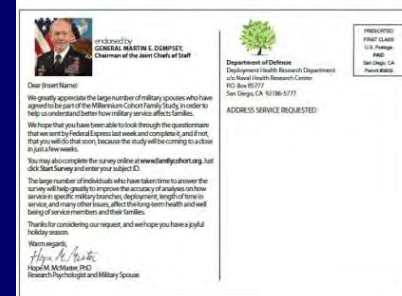 endorsed by
GENERAL MARTIN E. DEMPSEY,
Chairman of the Joint Chiefs of Staff
Dear (Insert Name)
We greatly appreciate the large number of military spouses who have
agreed to be part of the Millennium Cohort Family Study, in order to
help us understand better how military service affects families.
We hope that you have been able to look through the questionnaire
that we sent by Federal Express last week and complete it, and if not,
that you will do that soon, because the study will be coming to a close
in just a few weeks.
You may also complete the survey online at www.familycohort.org. Just
click Start Survey and enter your subject ID.
The large number of individuals who have taken time to answer the
survey will help greatly to improve the accuracy of analyses on how
service in specific military branches, deployment, length of time in
service, and many other issues, affect the long-term health and well
being of service members and their families.
Thanks for considering our request, and we hope you have a joyful
holiday season.
Warm regards,
Hope M. McMaster
Hope M. McMaster, PhD
Research Psychologist and Military Spouse
Department of Defense
Deployment Health Research Department
c/o Naval Health Research Center
P.O. Box 85777
San Diego, CA 92186-5777
ADDRESS SERVICE REQUESTED
PRESORTED
FIRST CLASS
U.S. Postage
PAID
San Diego, CA